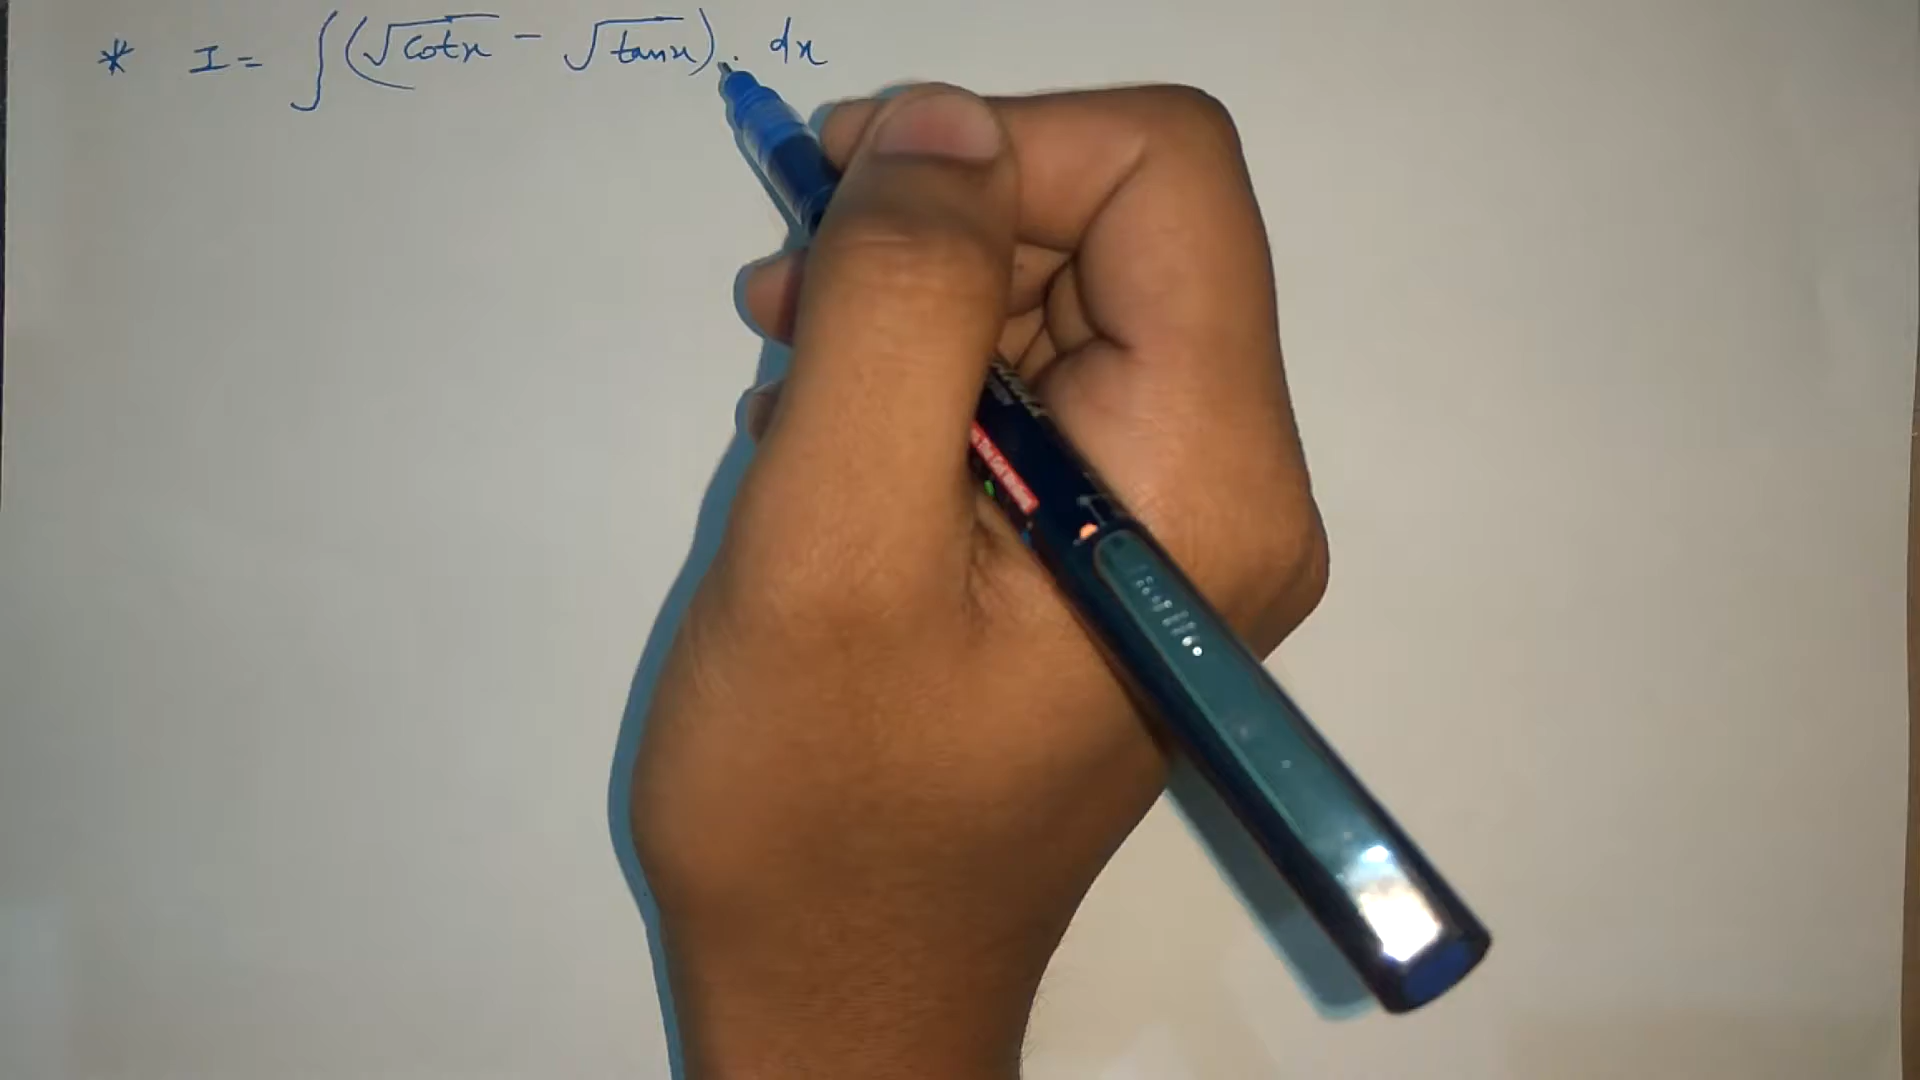 * I = ∫(√cotx - √tanx). dx